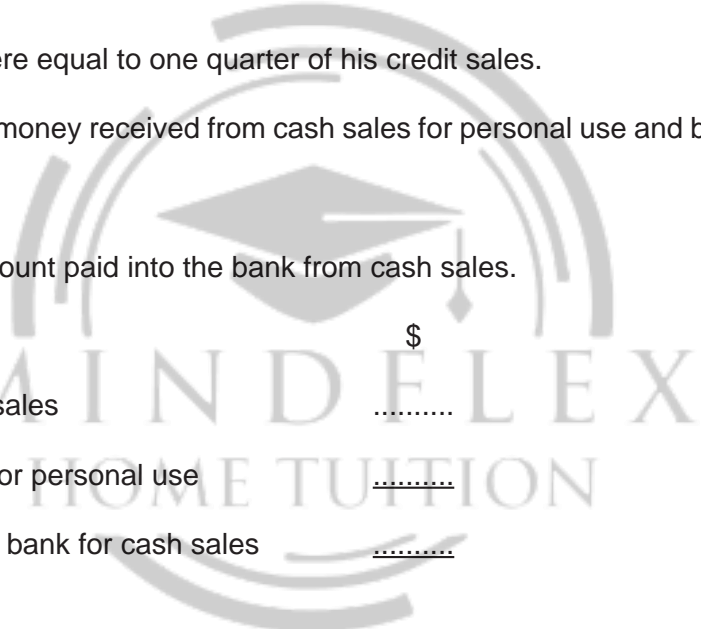 ere equal to one quarter of his credit sales.
money received from cash sales for personal use and b
ount paid into the bank from cash sales.
$
sales ..........
or personal use ..........
bank for cash sales ..........
MINDFLEX
HOME TUITION